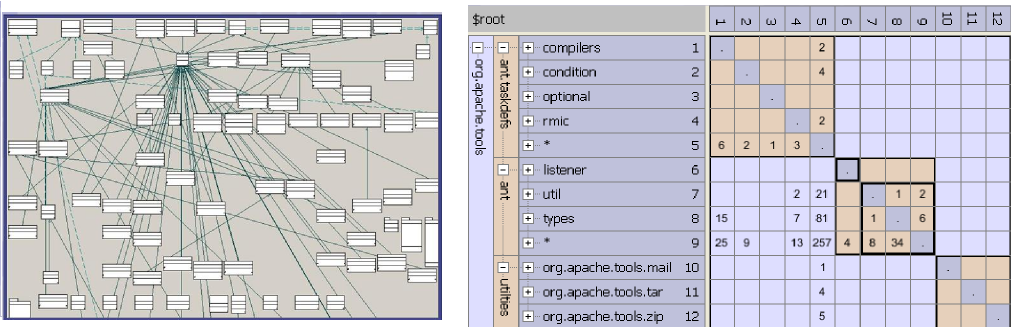 $root 1 2 3 4 5 6 7 8 9 10 11 12
org.apache.tools
ant.taskdefs
compilers 1 . 2
condition 2 . 4
optional 3 .
rmic 4 . 2
* 5 6 2 1 3 .
ant
listener 6 .
util 7 2 21 . 1 2
types 8 15 7 81 1 . 6
* 9 25 9 13 257 4 8 34 .
utilties
org.apache.tools.mail 10 1 .
org.apache.tools.tar 11 4 .
org.apache.tools.zip 12 5 .